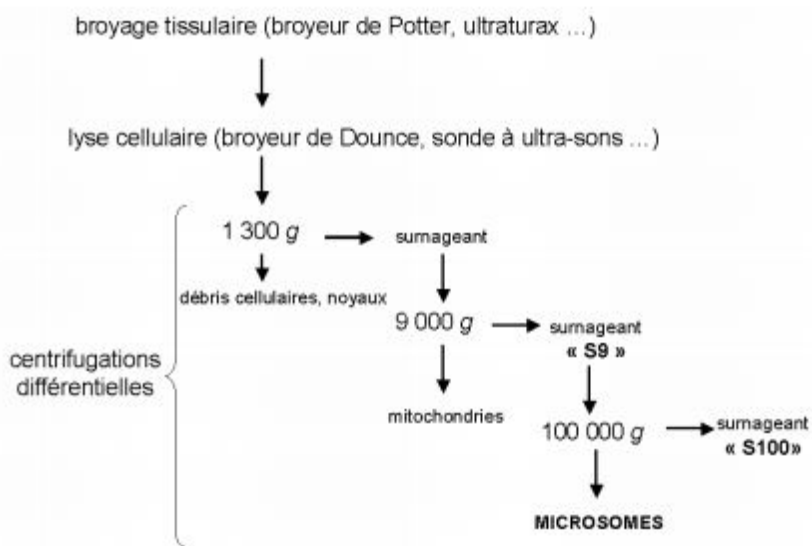 broyage tissulaire (broyeur de Potter, ultraturax ...)
lyse cellulaire (broyeur de Dounce, sonde à ultra-sons ...)
1 300 g
surnageant
débris cellulaires, noyaux
9 000 g
surnageant
« S9 »
centrifugations
différentielles
mitochondries
100 000 g
surnageant
« S100»
MICROSOMES